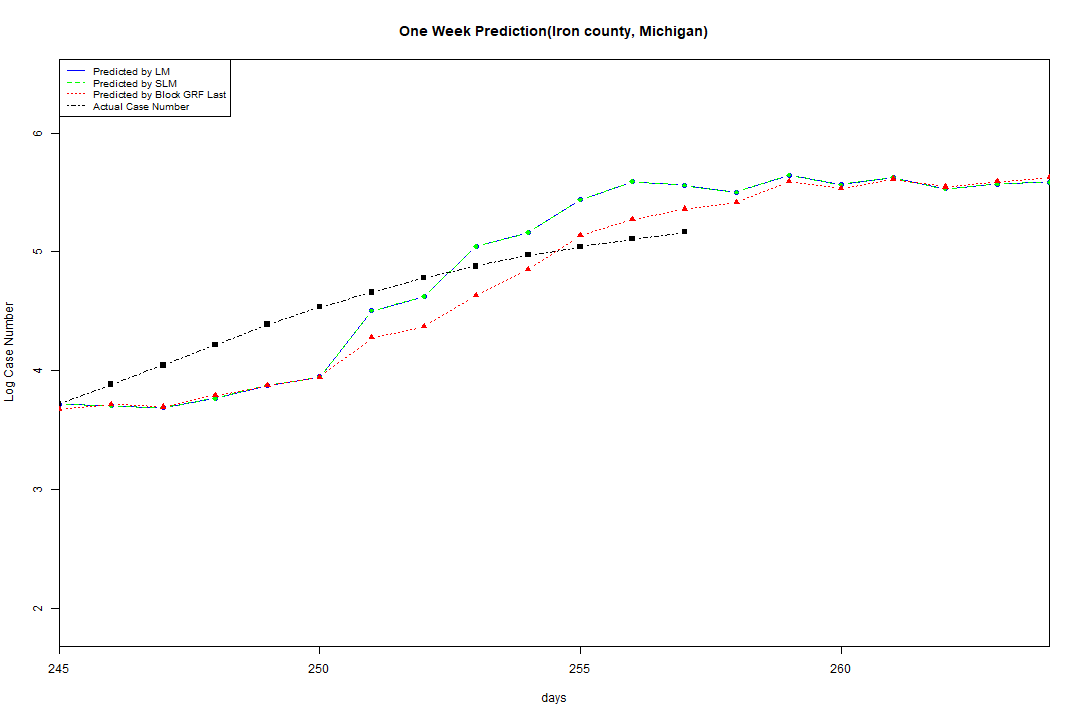 One Week Prediction(Iron county, Michigan)
Predicted by LM
Predicted by SLM
Predicted by Block GRF Last
Actual Case Number
6
5
4
3
2
Log Case Number
245 250 255 260
days